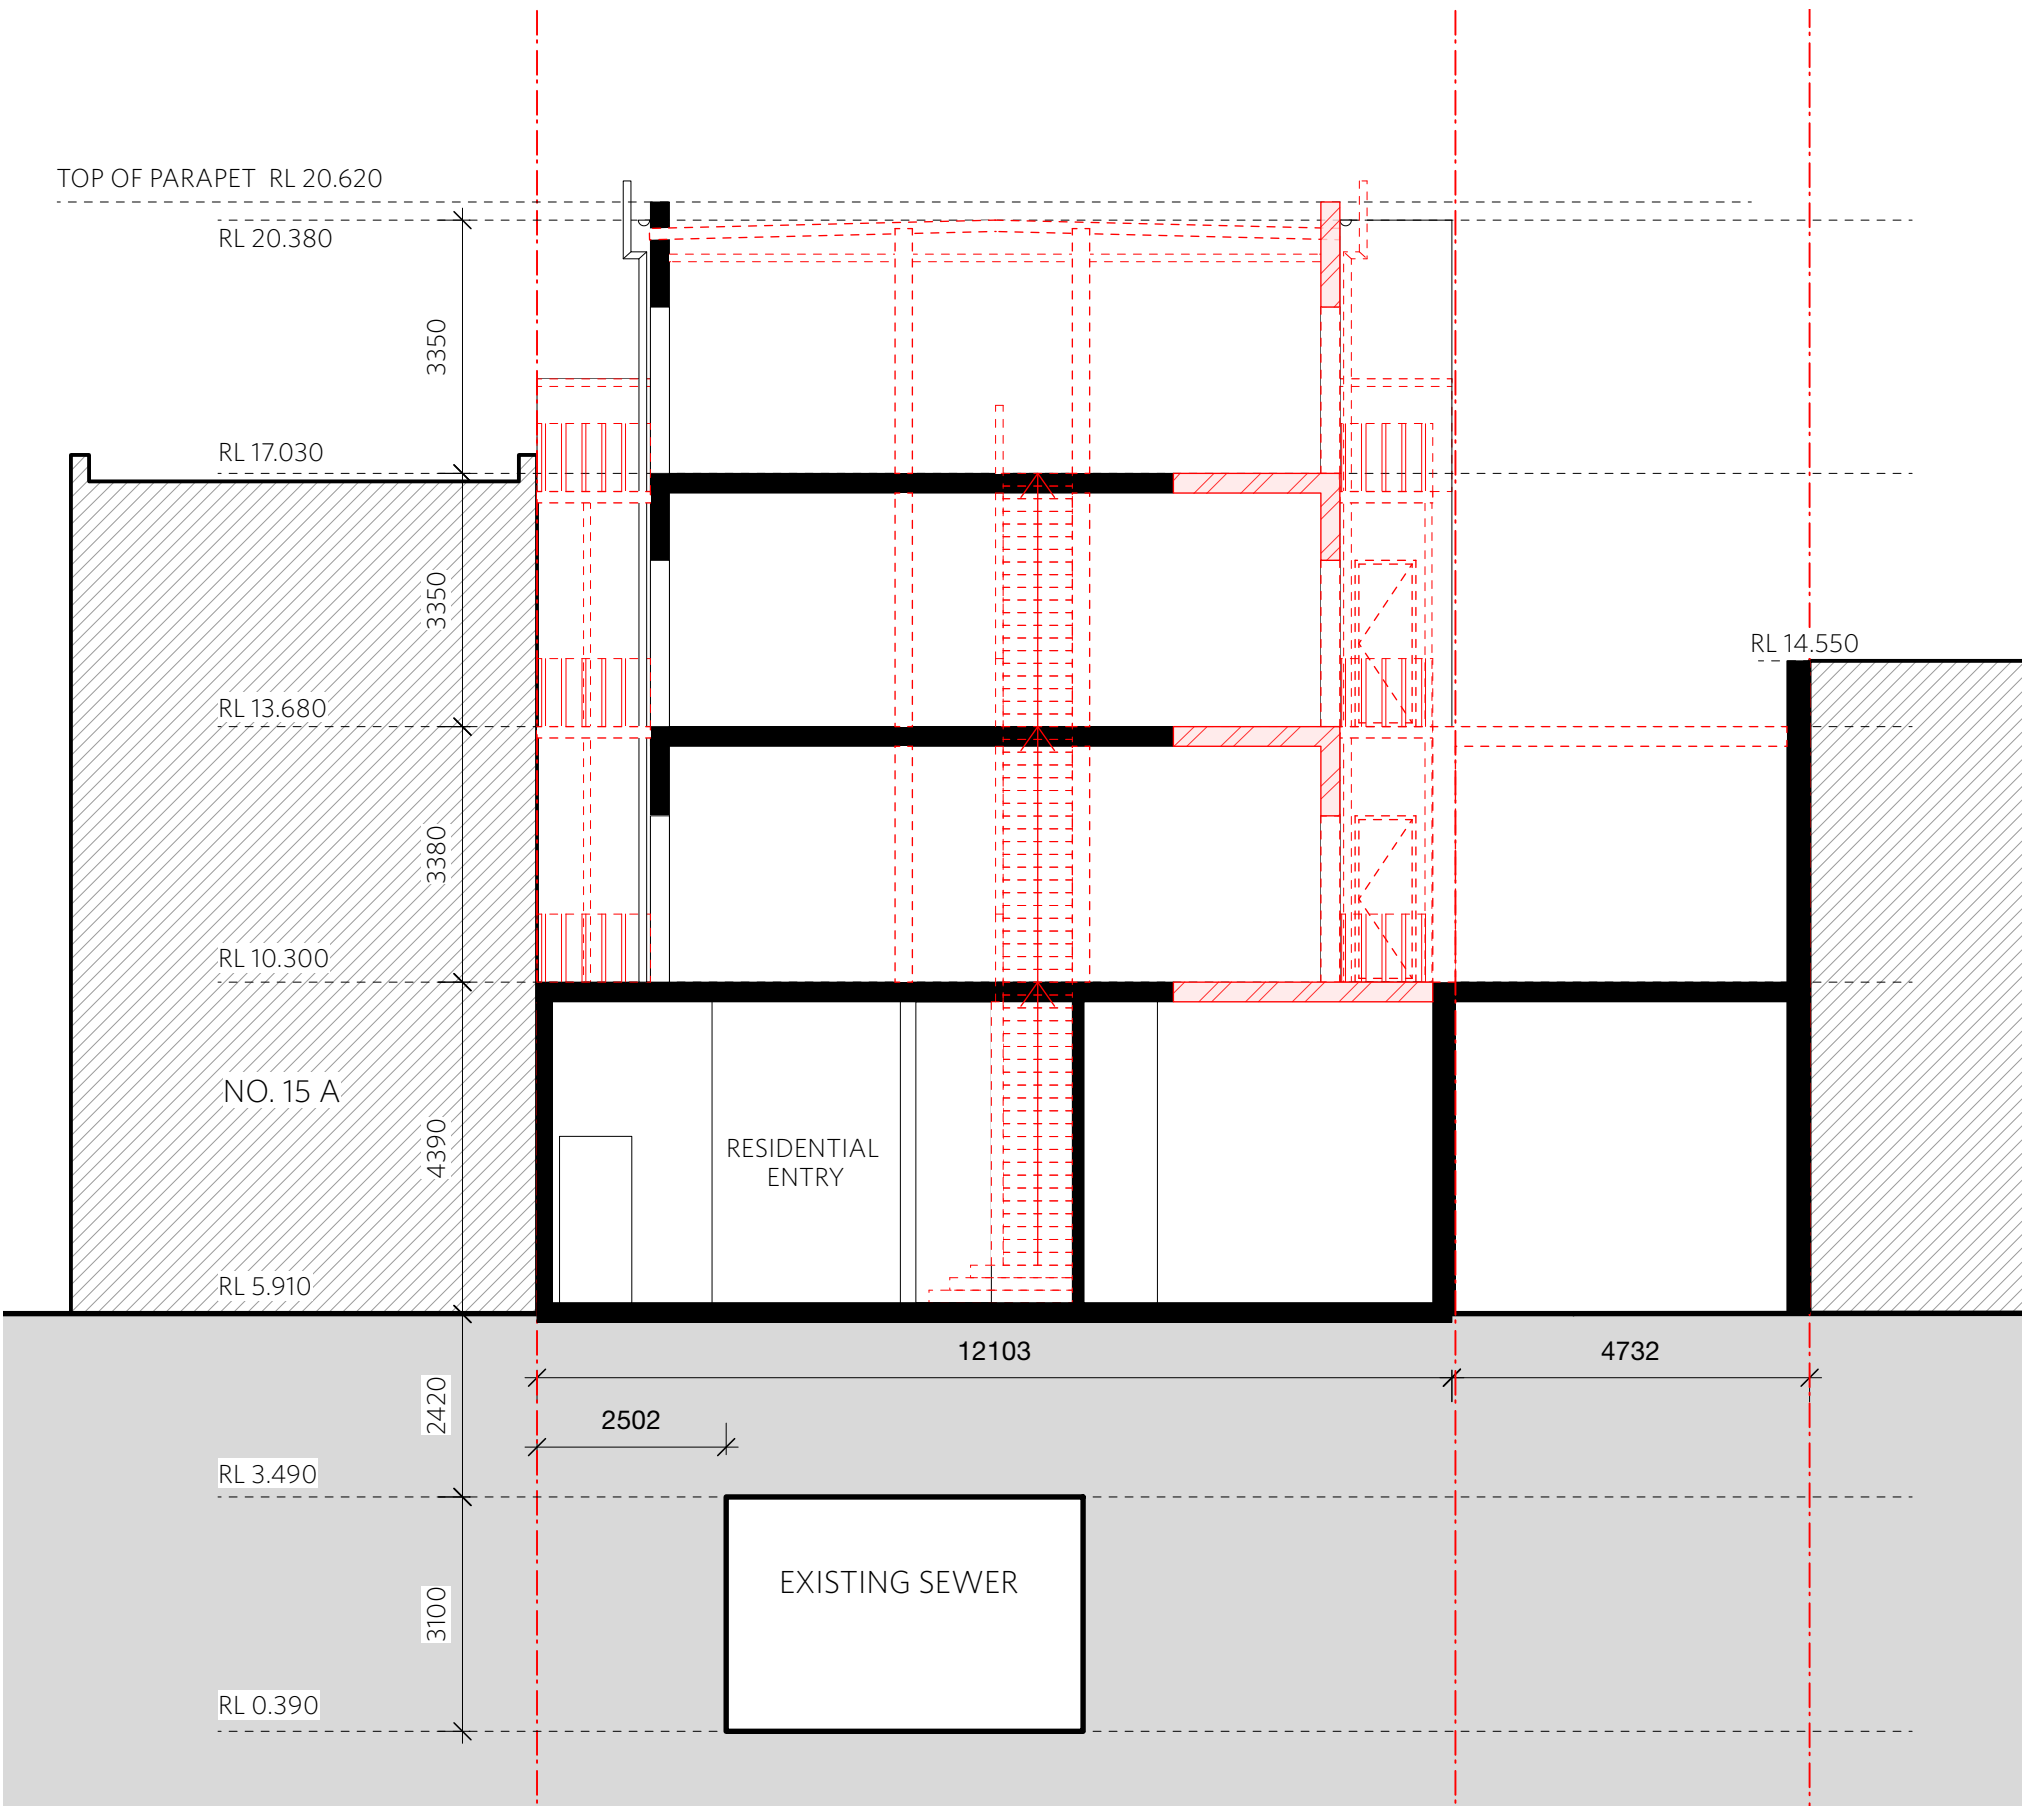 TOP OF PARAPET RL 20.620
RL 20.380
3350
RL 17.030
3350
RL 14.550
RL 13.680
3380
RL 10.300
NO. 15 A
4390
RESIDENTIAL
ENTRY
RL 5.910
12103
4732
2420
2502
RL 3.490
EXISTING SEWER
3100
RL 0.390